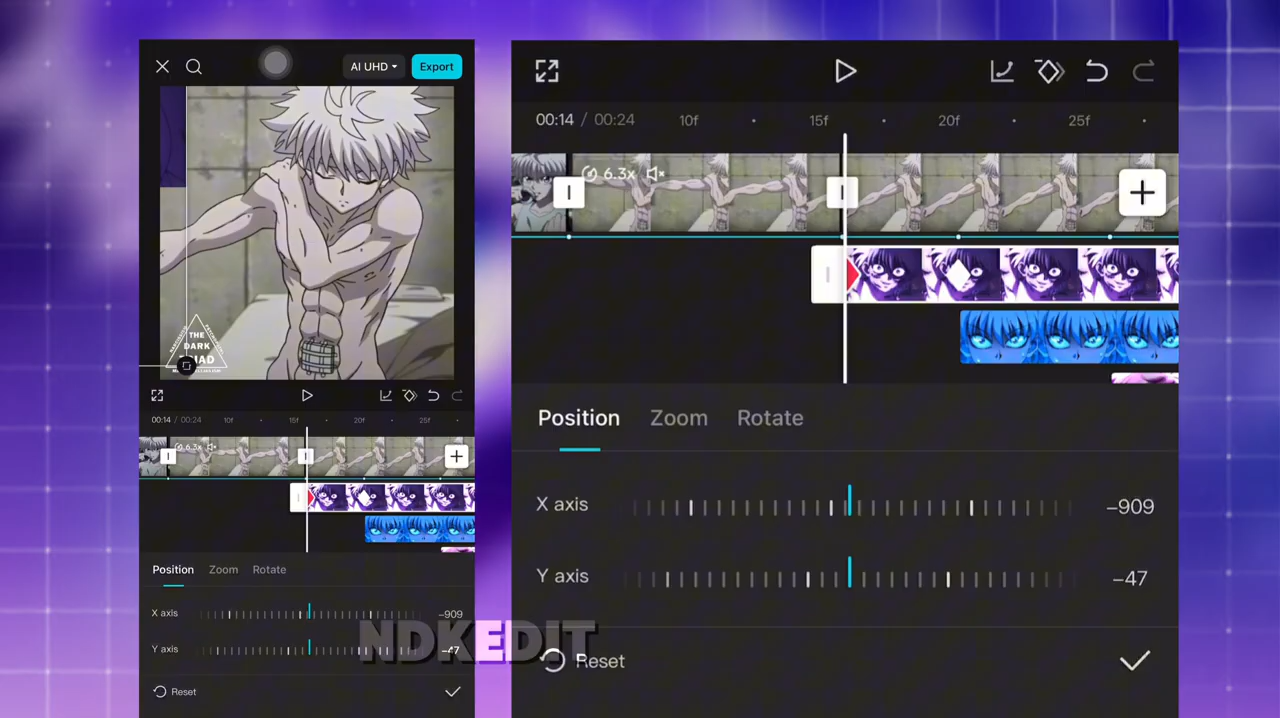 AI UHD
Export
THE
DARK
00:14 / 00:24 10f 15f 20f 25f
6.3x
Position Zoom Rotate
X axis -909
Y axis -47
Reset
00:14 / 00:24 10f 15f 20f 25f
6.3x
Position Zoom Rotate
X axis -909
Y axis -47
Reset
NDKEDIT